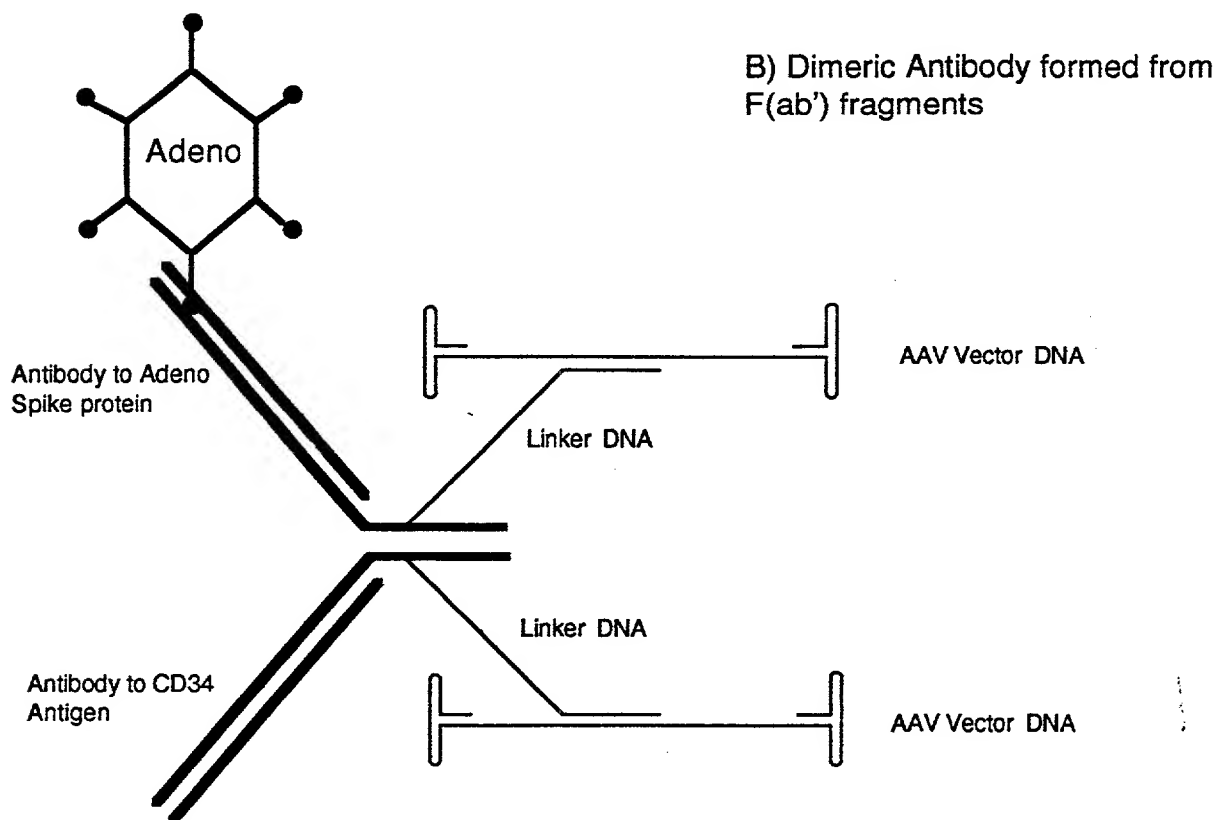 B) Dimeric Antibody formed from
F(ab') fragments
Adeno
Antibody to Adeno
Spike protein
AAV Vector DNA
Linker DNA
Linker DNA
Antibody to CD34
Antigen
AAV Vector DNA